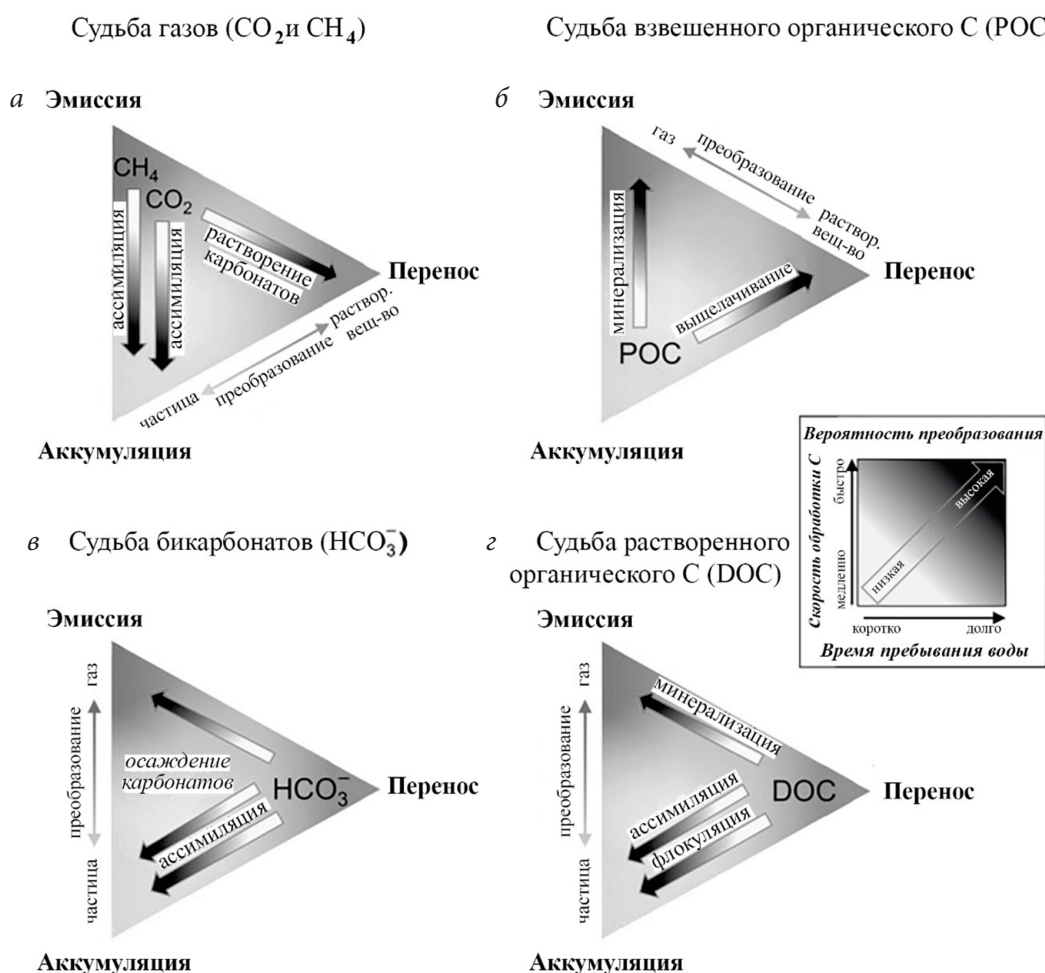 Судьба газов (CO₂и CH₄)
а Эмиссия
CH₄
CO₂
ассимиляция
ассимиляция
растворение
карбонатов
Перенос
раствор.
вещ-во
преобразование
частица
Аккумуляция
Судьба взвешенного органического С (POC
б Эмиссия
газ
преобразование
раствор.
вещ-во
минерализация
выщелачивание
POC
Перенос
Аккумуляция
Вероятность преобразования
Скорость обработки С
быстро
медленно
высокая
низкая
коротко долго
Время пребывания воды
в Судьба бикарбонатов (HCO₃⁻)
Эмиссия
газ
преобразование
частица
осаждение
карбонатов
HCO₃⁻
ассимиляция
Перенос
Аккумуляция
г Судьба растворенного
органического С (DOC)
Эмиссия
газ
преобразование
частица
минерализация
ассимиляция
флокуляция
DOC
Перенос
Аккумуляция